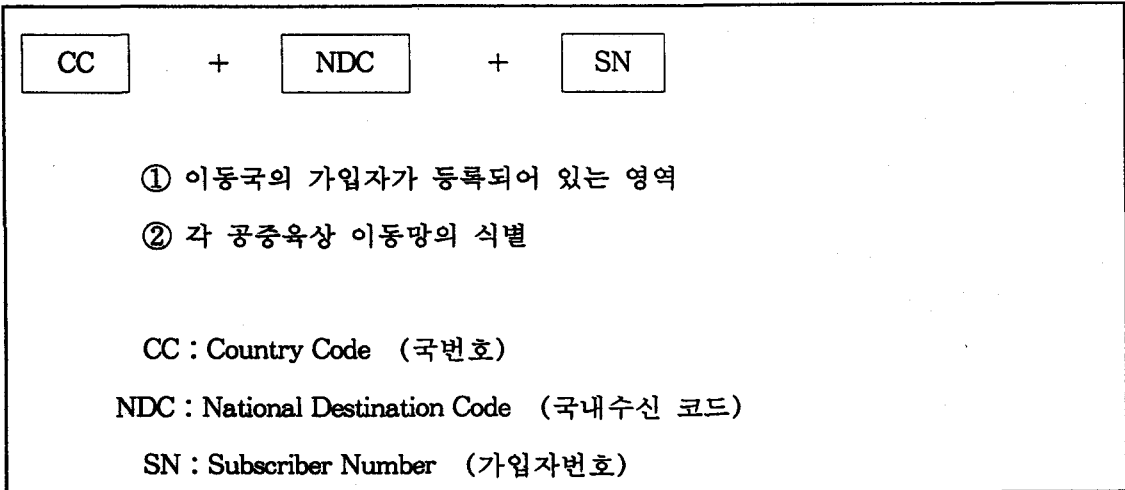 CC + NDC + SN
① 이동국의 가입자가 등록되어 있는 영역
② 각 공중육상 이동망의 식별
CC : Country Code (국번호)
NDC : National Destination Code (국내수신 코드)
SN : Subscriber Number (가입자번호)